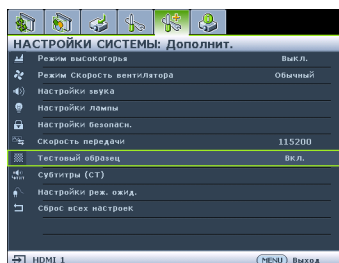 НАСТРОЙКИ СИСТЕМЫ: Дополнит.
Режим высокогорья Выкл.
Режим Скорость вентилятора Обычный
Настройки звука
Настройки лампы
Настройки безопасн.
Скорость передачи 115200
Тестовый образец Вкл.
Субтитры (CT)
Настройки реж. ожид.
Сброс всех настроек
HDMI 1 MENU Выход